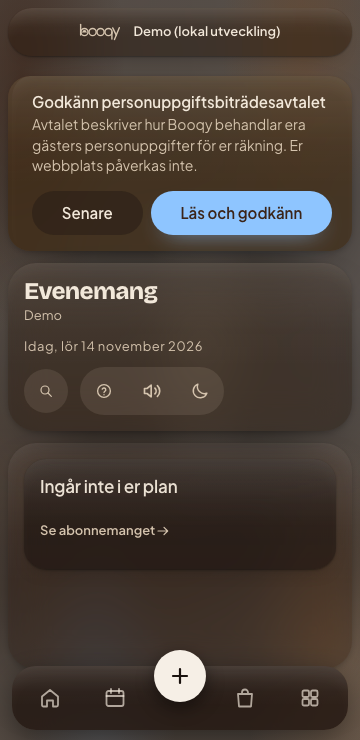 booqy Demo (lokal utveckling)
Godkänn personuppgiftsbiträdesavtalet
Avtalet beskriver hur Booqy behandlar era
gästers personuppgifter för er räkning. Er
webbplats påverkas inte.
Senare Läs och godkänn
Evenemang
Demo
Idag, lör 14 november 2026
Ingår inte i er plan
Se abonnemanget→